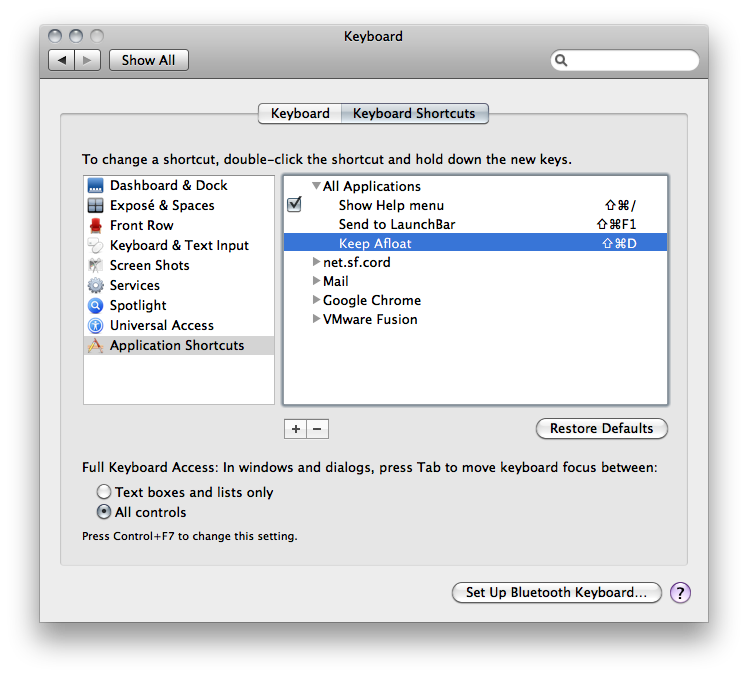 Keyboard
Show All
Keyboard Keyboard Shortcuts
To change a shortcut, double-click the shortcut and hold down the new keys.
Dashboard & Dock
Exposé & Spaces
Front Row
Keyboard & Text Input
Screen Shots
Services
Spotlight
Universal Access
Application Shortcuts
All Applications
Show Help menu ⇧⌘/
Send to LaunchBar ⇧⌘F1
Keep Afloat ⇧⌘D
net.sf.cord
Mail
Google Chrome
VMware Fusion
+ −
Restore Defaults
Full Keyboard Access: In windows and dialogs, press Tab to move keyboard focus between:
Text boxes and lists only
All controls
Press Control+F7 to change this setting.
Set Up Bluetooth Keyboard... ?